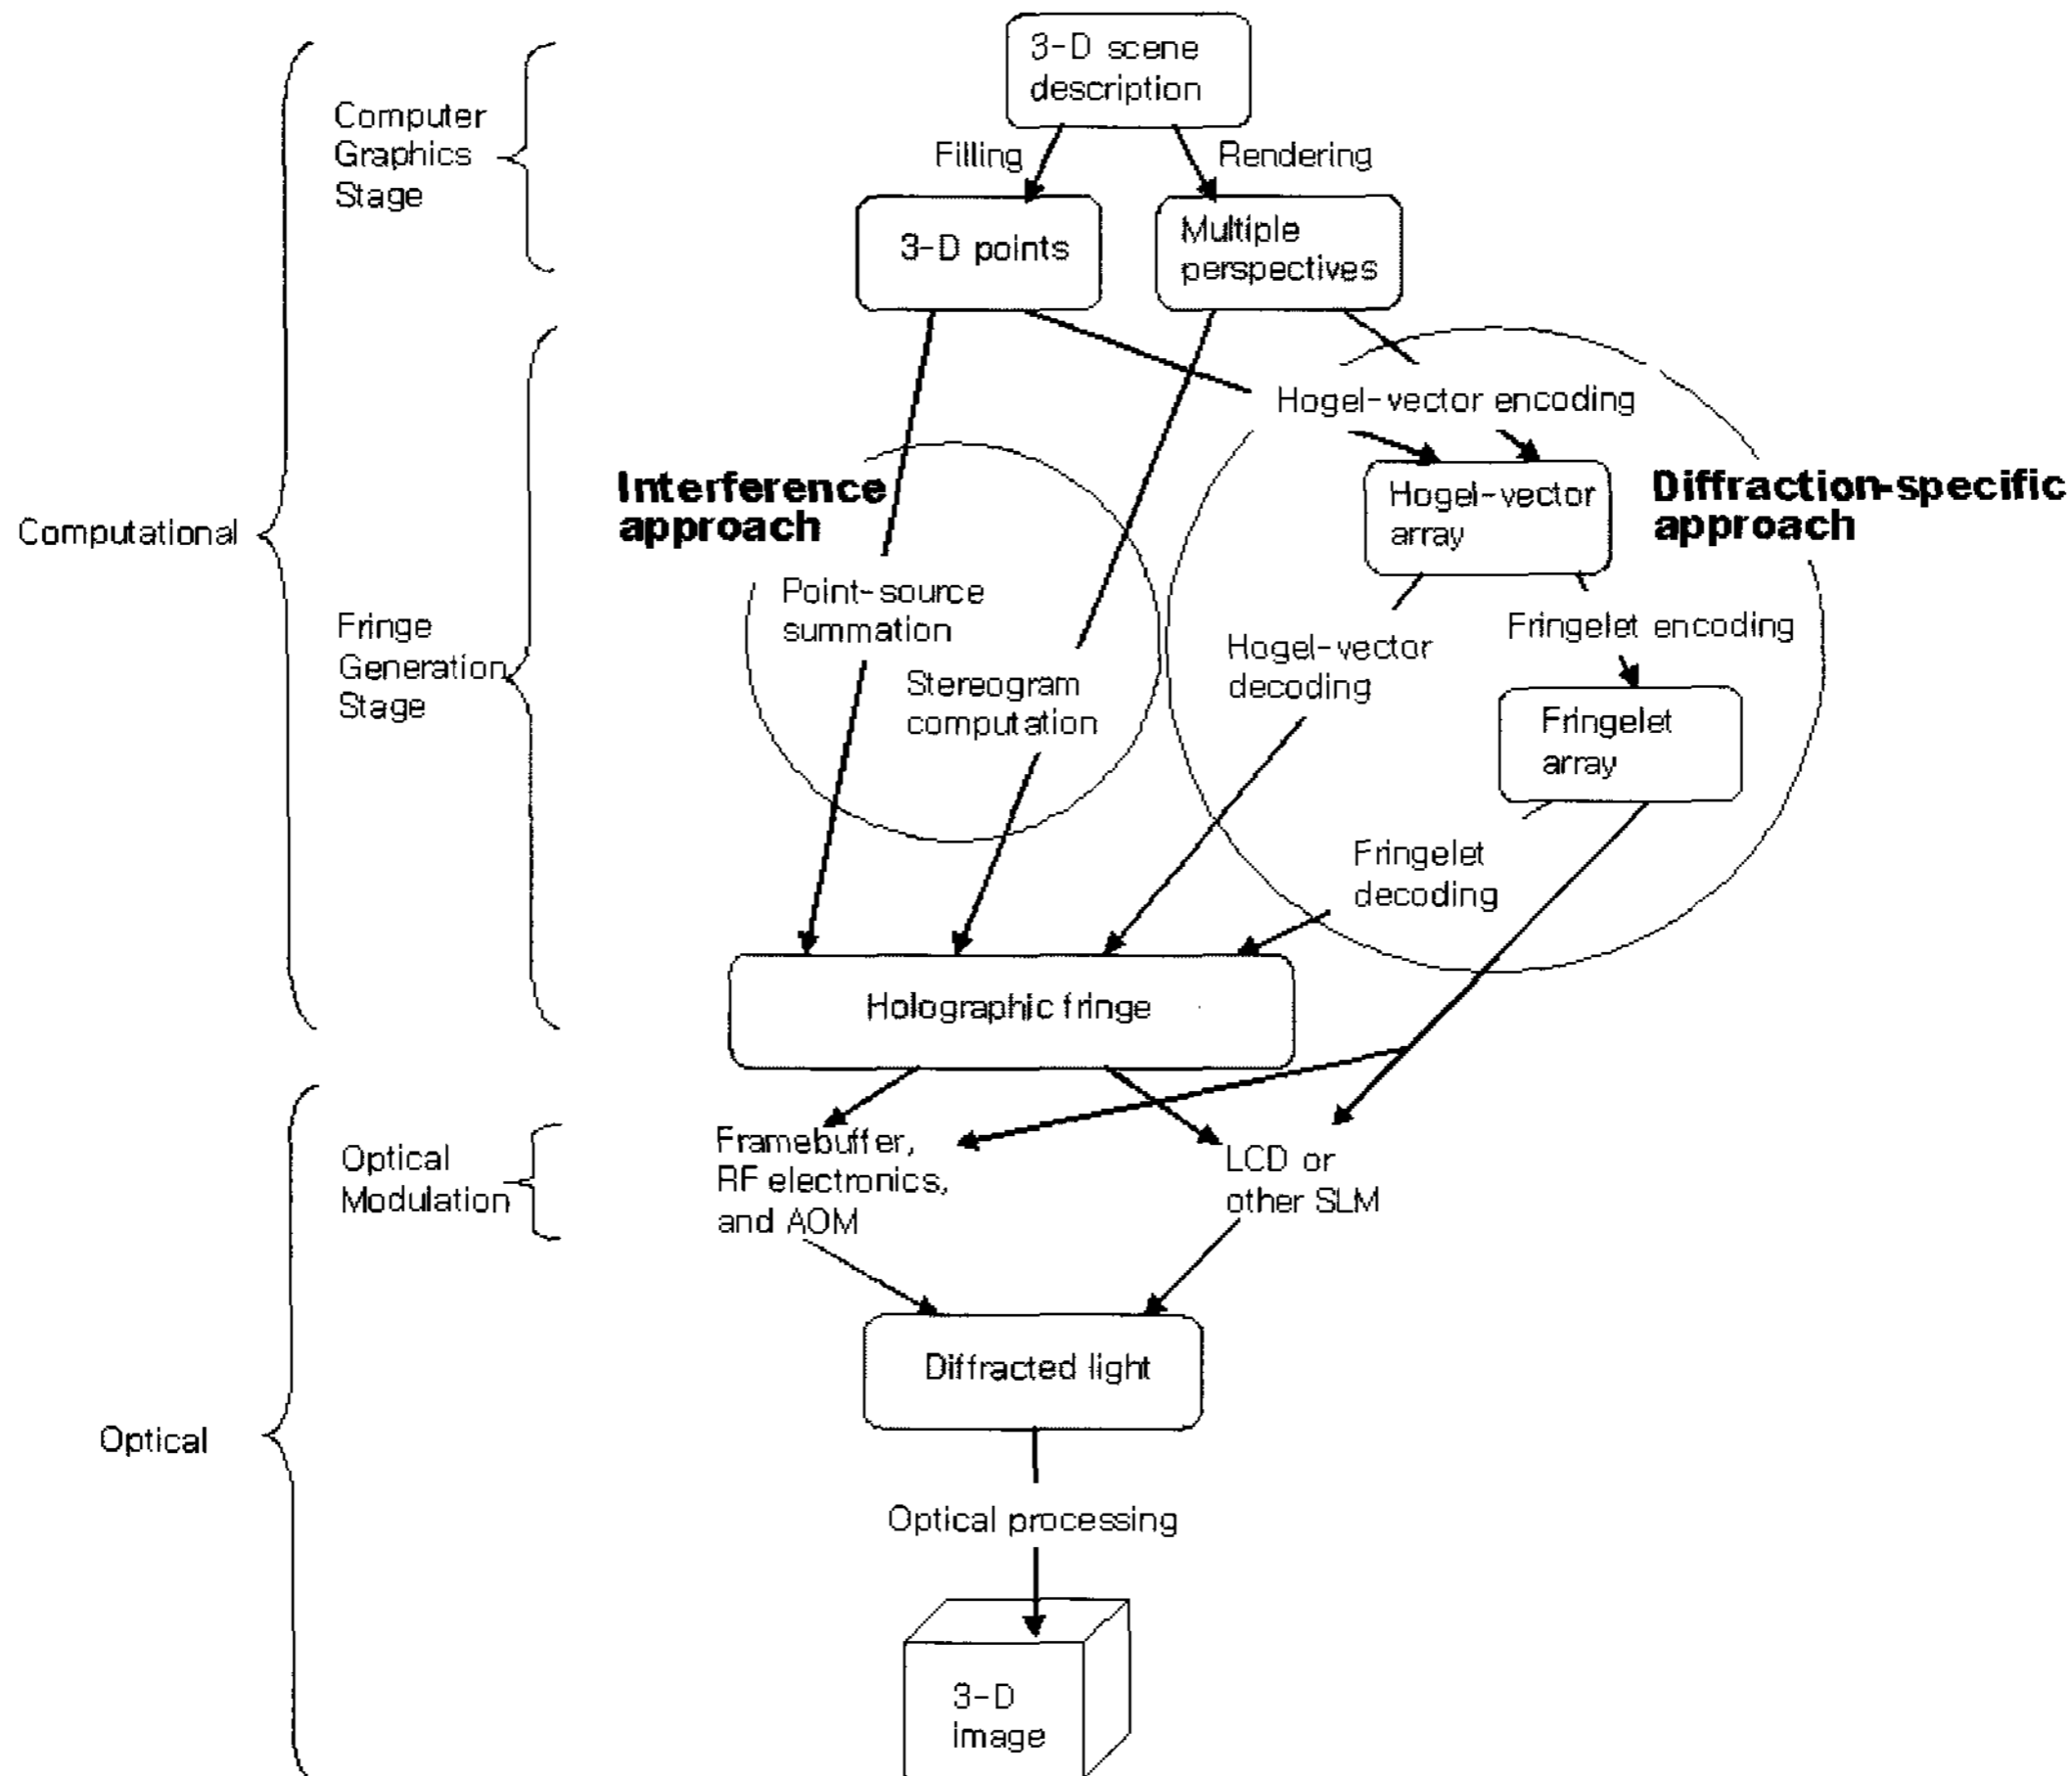 3-D scene
description
Computer
Graphics
Stage
Filling
Rendering
3-D points
Multiple
perspectives
Hogel-vector encoding
Interference
approach
Hogel-vector
array
Diffraction-specific
approach
Computational
Point-source
summation
Fringe
Generation
Stage
Hogel-vector
decoding
Fringelet encoding
Stereogram
computation
Fringelet
array
Fringelet
decoding
Holographic fringe
Optical
Modulation
Framebuffer,
RF electronics,
and AOM
LCD or
other SLM
Diffracted light
Optical
Optical processing
3-D
image